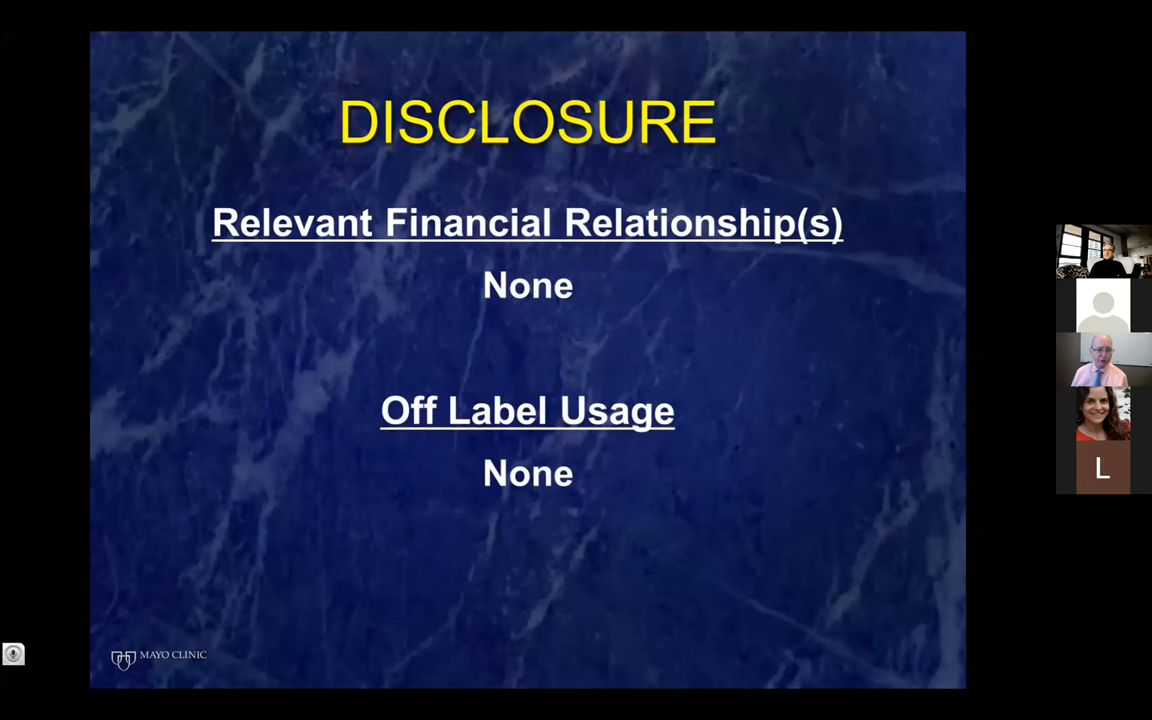 DISCLOSURE
Relevant Financial Relationship(s)
None
Off Label Usage
None
MAYO CLINIC
L